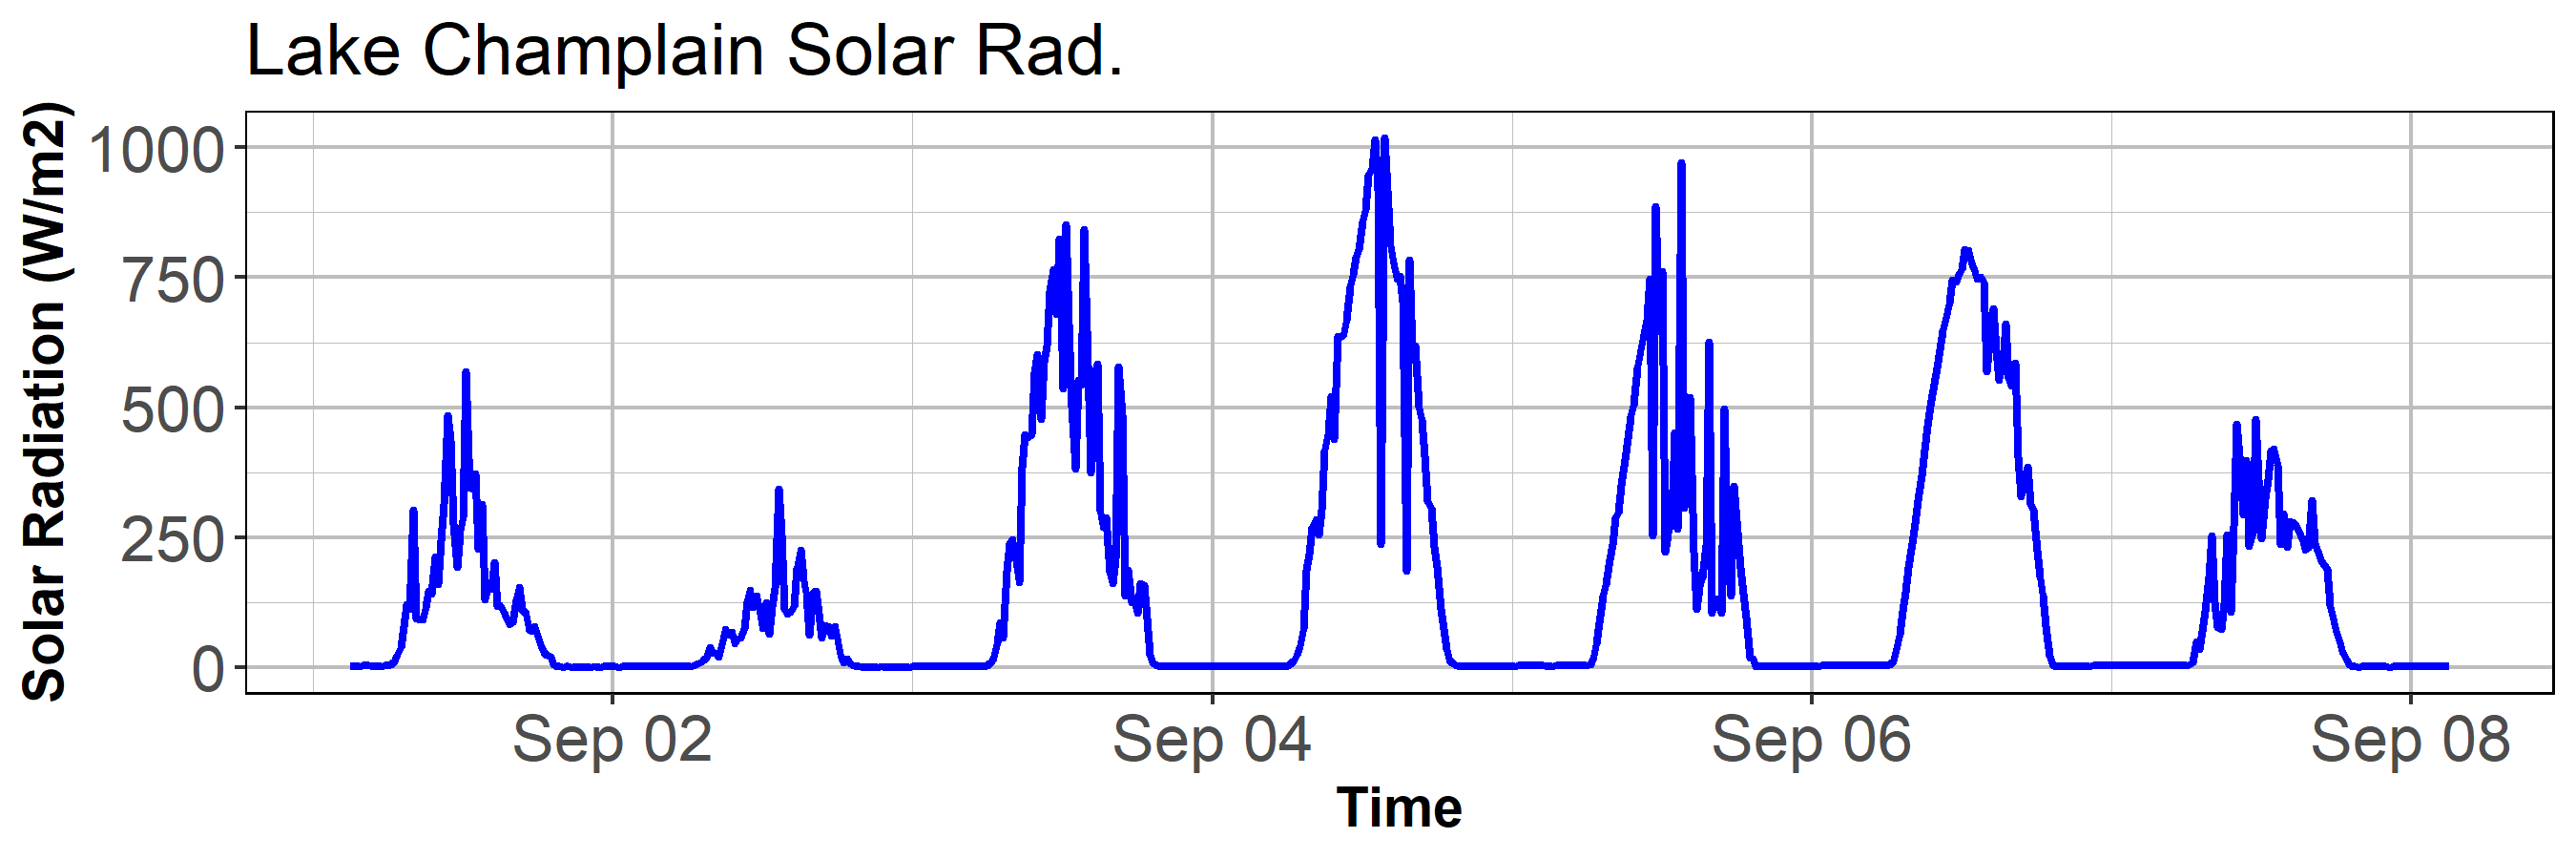 Lake Champlain Solar Rad.
Solar Radiation (W/m2)
1000
750
500
250
0
Sep 02 Sep 04 Sep 06 Sep 08
Time